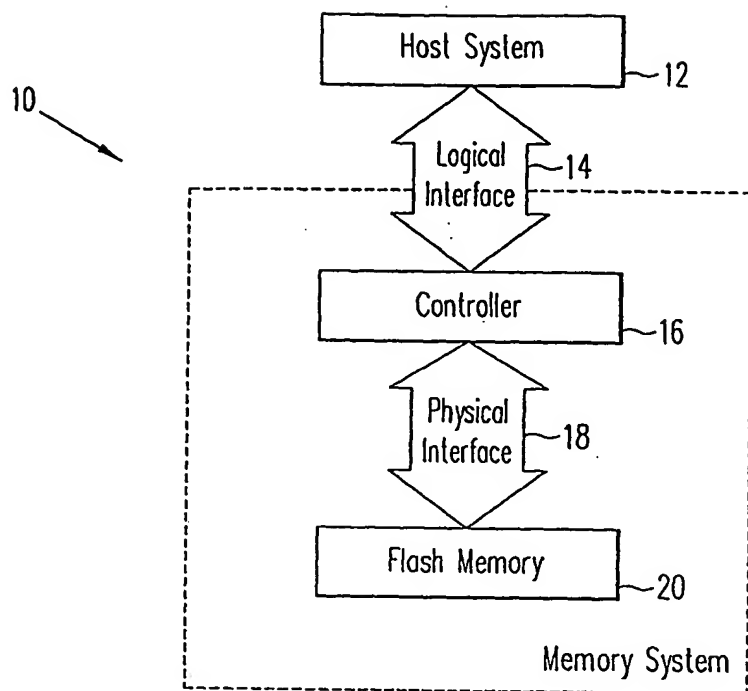 Host System
12
10
Logical
Interface
14
Controller
16
Physical
Interface
18
Flash Memory
20
Memory System